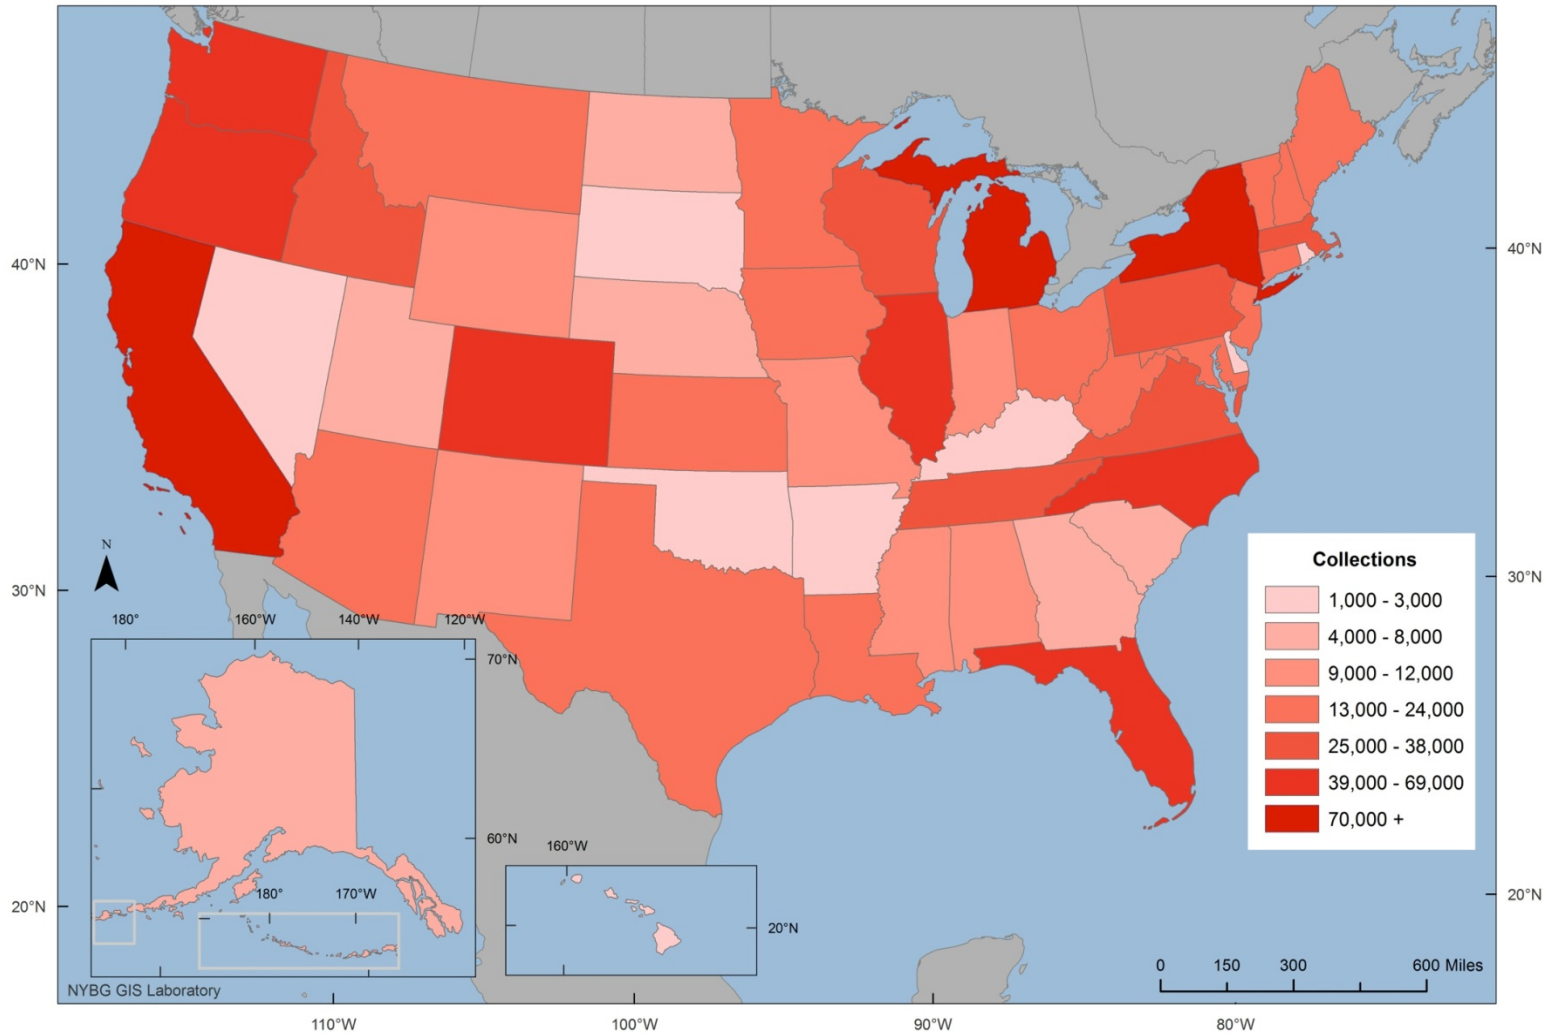 40°N
40°N
N
30°N
30°N
180°
160°W
140°W
120°W
70°N
60°N
160°W
180°
170°W
20°N
20°N
20°N
NYBG GIS Laboratory
Collections
1,000 - 3,000
4,000 - 8,000
9,000 - 12,000
13,000 - 24,000
25,000 - 38,000
39,000 - 69,000
70,000 +
0 150 300 600 Miles
110°W
100°W
90°W
80°W